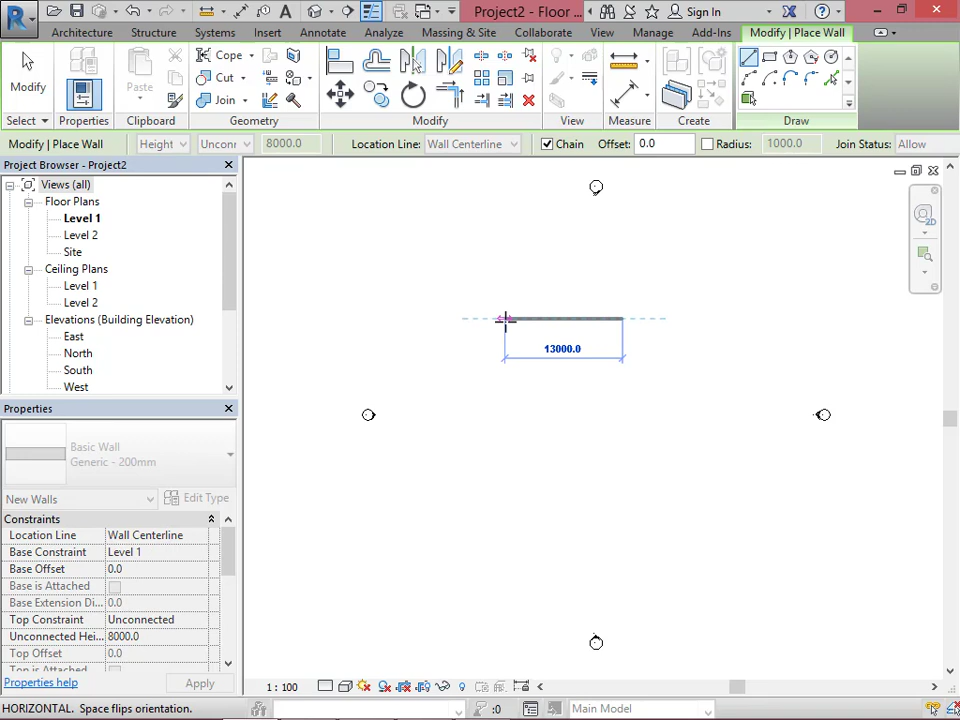 Project2 - Floor ...
Sign In
Architecture
Structure
Systems
Insert
Annotate
Analyze
Massing & Site
Collaborate
View
Manage
Add-Ins
Modify | Place Wall
Modify
Paste
Cope
Cut
Join
Select
Properties
Clipboard
Geometry
Modify
View
Measure
Create
Draw
Modify | Place Wall
Height
Unconr
8000.0
Location Line:
Wall Centerline
Chain
Offset:
0.0
Radius:
1000.0
Join Status:
Allow
Project Browser - Project2
Views (all)
Floor Plans
Level 1
Level 2
Site
Ceiling Plans
Level 1
Level 2
Elevations (Building Elevation)
East
North
South
West
2D
13000.0
Properties
Basic Wall
Generic - 200mm
New Walls
Edit Type
Constraints
Location Line
Wall Centerline
Base Constraint
Level 1
Base Offset
0.0
Base is Attached
Base Extension Di...
0.0
Top Constraint
Unconnected
Unconnected Hei...
8000.0
Top Offset
0.0
Top is Attached
Properties help
Apply
1 : 100
HORIZONTAL. Space flips orientation.
:0
Main Model